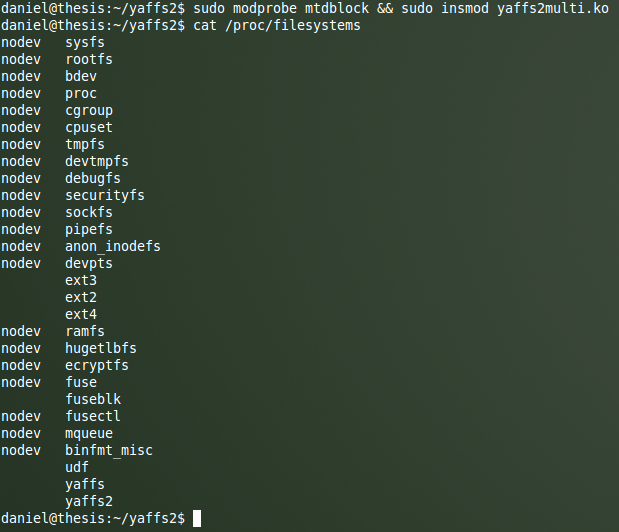 daniel@thesis:~/yaffs2$ sudo modprobe mtdblock && sudo insmod yaffs2multi.ko
daniel@thesis:~/yaffs2$ cat /proc/filesystems
nodev   sysfs
nodev   rootfs
nodev   bdev
nodev   proc
nodev   cgroup
nodev   cpuset
nodev   tmpfs
nodev   devtmpfs
nodev   debugfs
nodev   securityfs
nodev   sockfs
nodev   pipefs
nodev   anon_inodefs
nodev   devpts
        ext3
        ext2
        ext4
nodev   ramfs
nodev   hugetlbfs
nodev   ecryptfs
nodev   fuse
        fuseblk
nodev   fusectl
nodev   mqueue
nodev   binfmt_misc
        udf
        yaffs
        yaffs2
daniel@thesis:~/yaffs2$